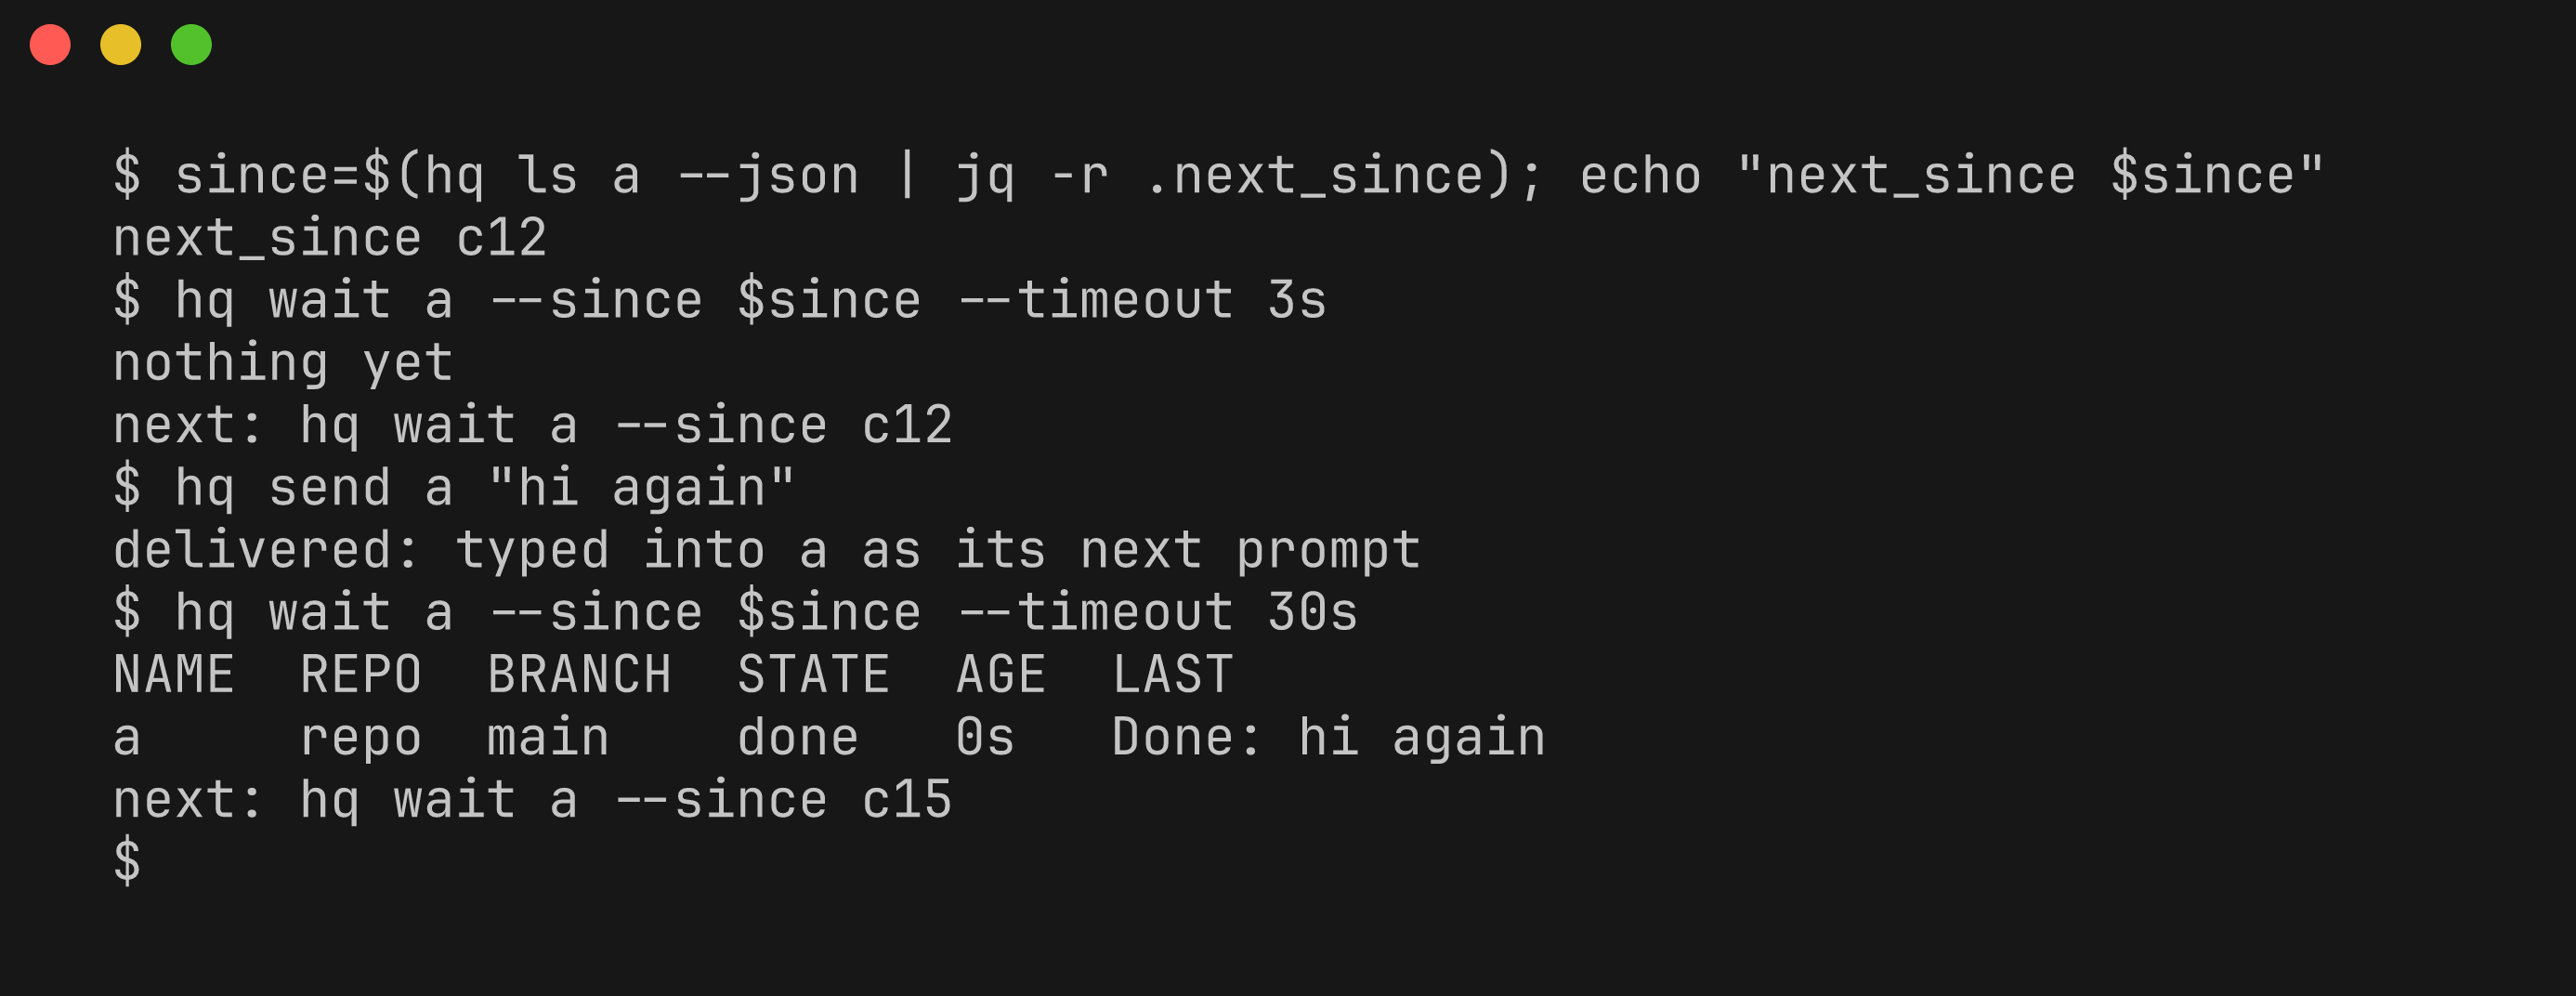 $ since=$(hq ls a --json | jq -r .next_since); echo "next_since $since"
next_since c12
$ hq wait a --since $since --timeout 3s
nothing yet
next: hq wait a --since c12
$ hq send a "hi again"
delivered: typed into a as its next prompt
$ hq wait a --since $since --timeout 30s
NAME  REPO  BRANCH  STATE  AGE  LAST
a     repo  main    done   0s   Done: hi again
next: hq wait a --since c15
$